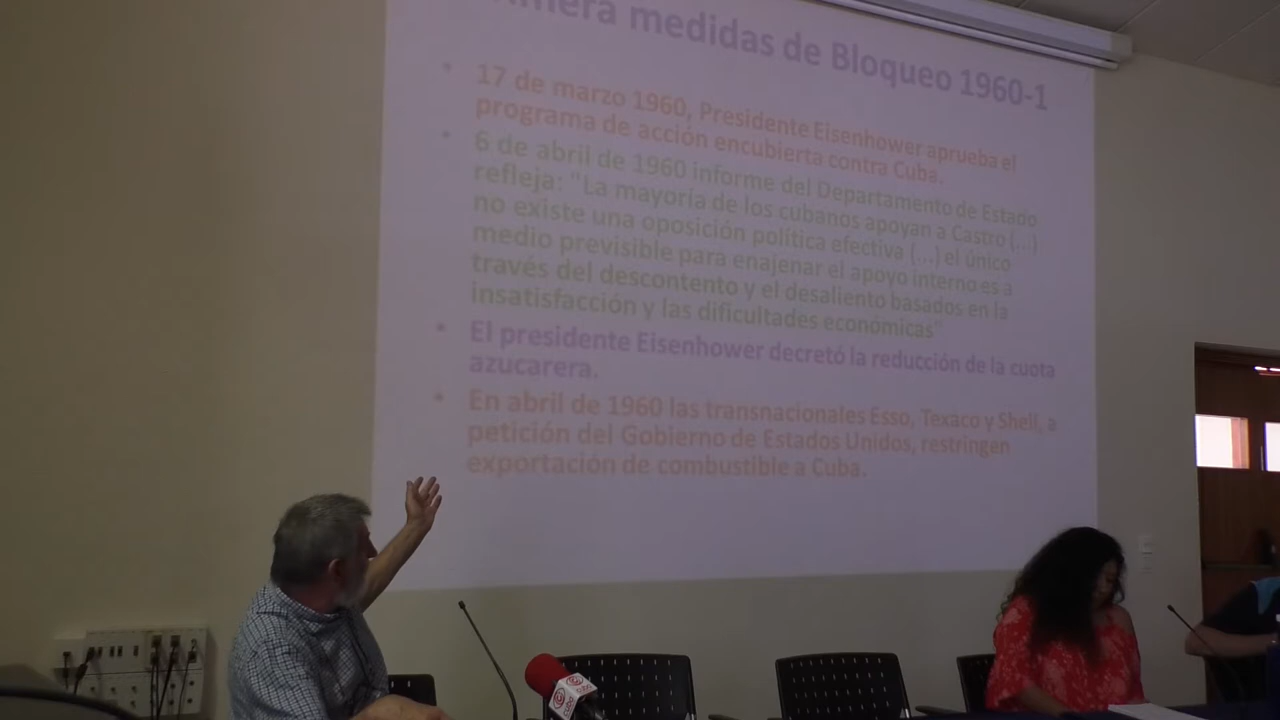 imera medidas de Bloqueo 1960-1
• 17 de marzo 1960, Presidente Eisenhower aprueba el
programa de acción encubierta contra Cuba.
• 6 de abril de 1960 informe del Departamento de Estado
refleja: "La mayoría de los cubanos apoyan a Castro (...)
no existe una oposición política efectiva (...) el único
medio previsible para enajenar el apoyo interno es a
través del descontento y el desaliento basados en la
insatisfacción y las dificultades económicas"
• El presidente Eisenhower decretó la reducción de la cuota
azucarera.
• En abril de 1960 las transnacionales Esso, Texaco y Shell, a
petición del Gobierno de Estados Unidos, restringen
exportación de combustible a Cuba.